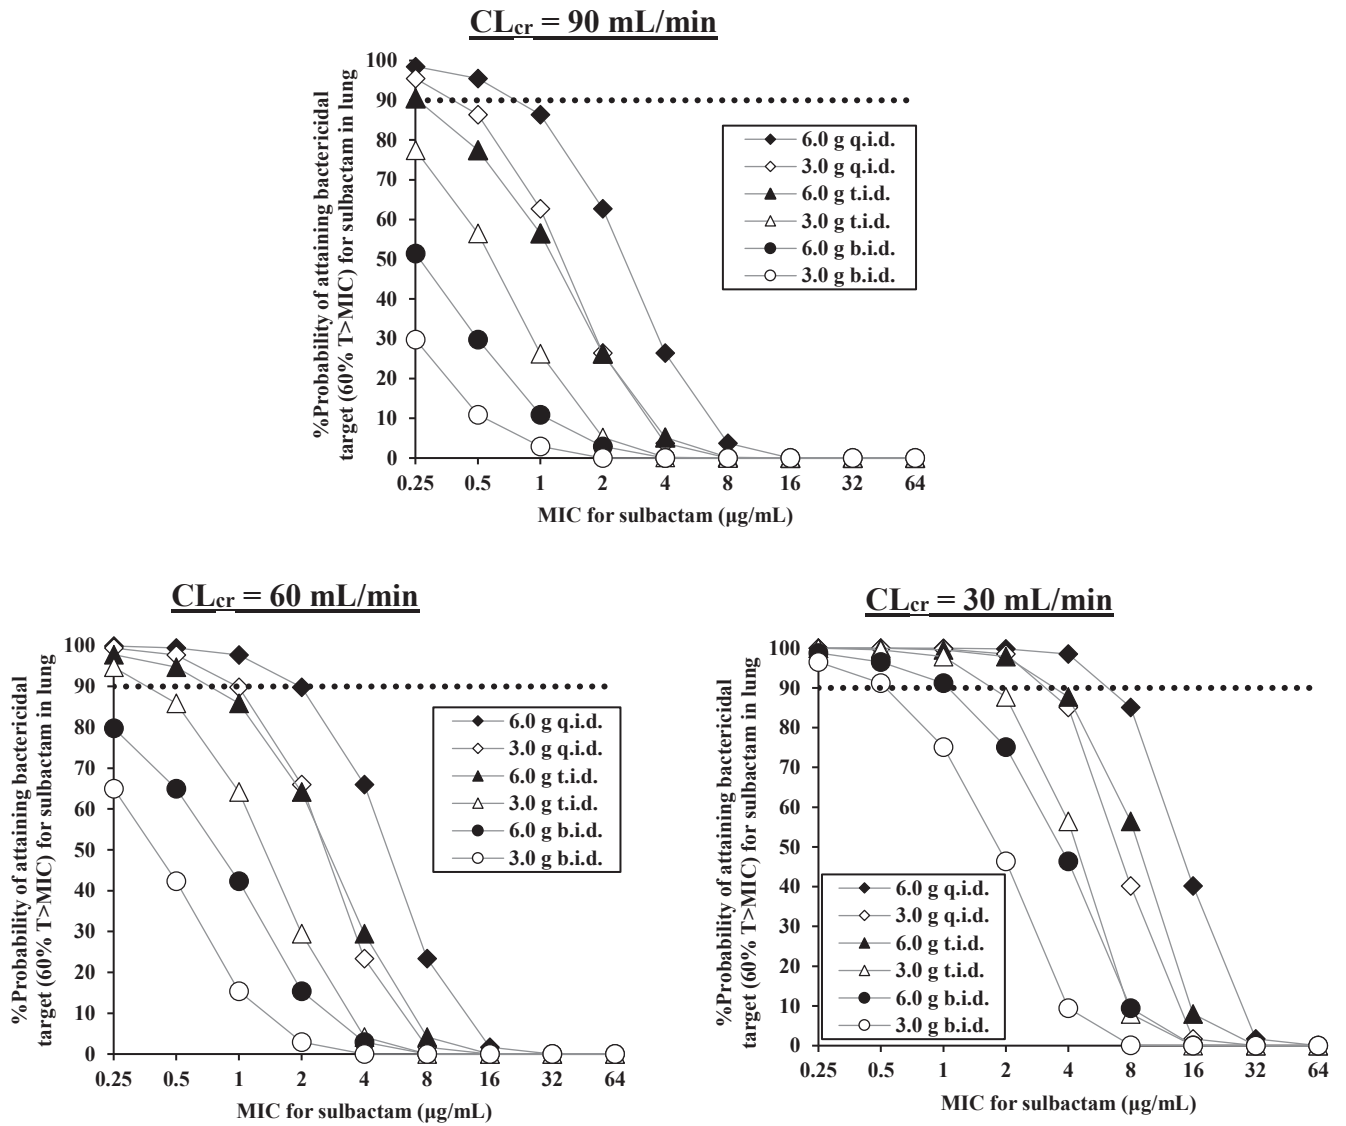 CLcr = 90 mL/min
%Probability of attaining bactericidal
target (60% T>MIC) for sulbactam in lung
100
90
80
70
60
50
40
30
20
10
0
6.0 g q.i.d.
3.0 g q.i.d.
6.0 g t.i.d.
3.0 g t.i.d.
6.0 g b.i.d.
3.0 g b.i.d.
0.25 0.5 1 2 4 8 16 32 64
MIC for sulbactam (μg/mL)
CLcr = 60 mL/min
%Probability of attaining bactericidal
target (60% T>MIC) for sulbactam in lung
100
90
80
70
60
50
40
30
20
10
0
6.0 g q.i.d.
3.0 g q.i.d.
6.0 g t.i.d.
3.0 g t.i.d.
6.0 g b.i.d.
3.0 g b.i.d.
0.25 0.5 1 2 4 8 16 32 64
MIC for sulbactam (μg/mL)
CLcr = 30 mL/min
%Probability of attaining bactericidal
target (60% T>MIC) for sulbactam in lung
100
90
80
70
60
50
40
30
20
10
0
6.0 g q.i.d.
3.0 g q.i.d.
6.0 g t.i.d.
3.0 g t.i.d.
6.0 g b.i.d.
3.0 g b.i.d.
0.25 0.5 1 2 4 8 16 32 64
MIC for sulbactam (μg/mL)